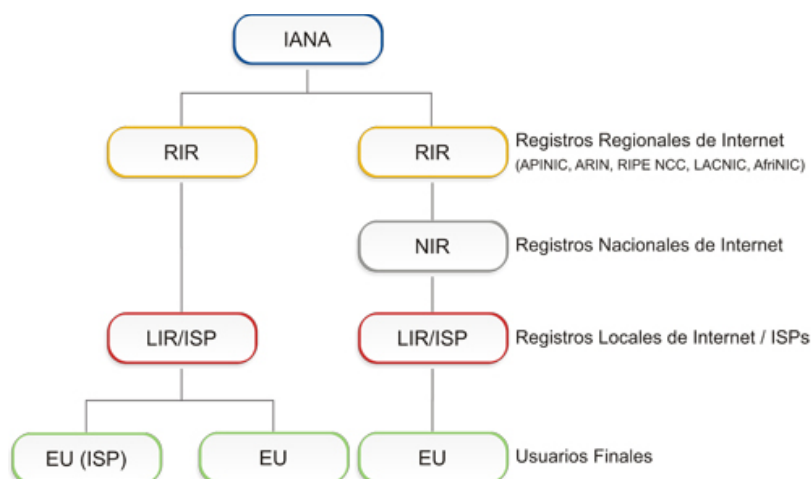 IANA
RIR
RIR
Registros Regionales de Internet
(APINIC, ARIN, RIPE NCC, LACNIC, AfriNIC)
NIR
Registros Nacionales de Internet
LIR/ISP
LIR/ISP
Registros Locales de Internet / ISPs
EU (ISP)
EU
EU
Usuarios Finales